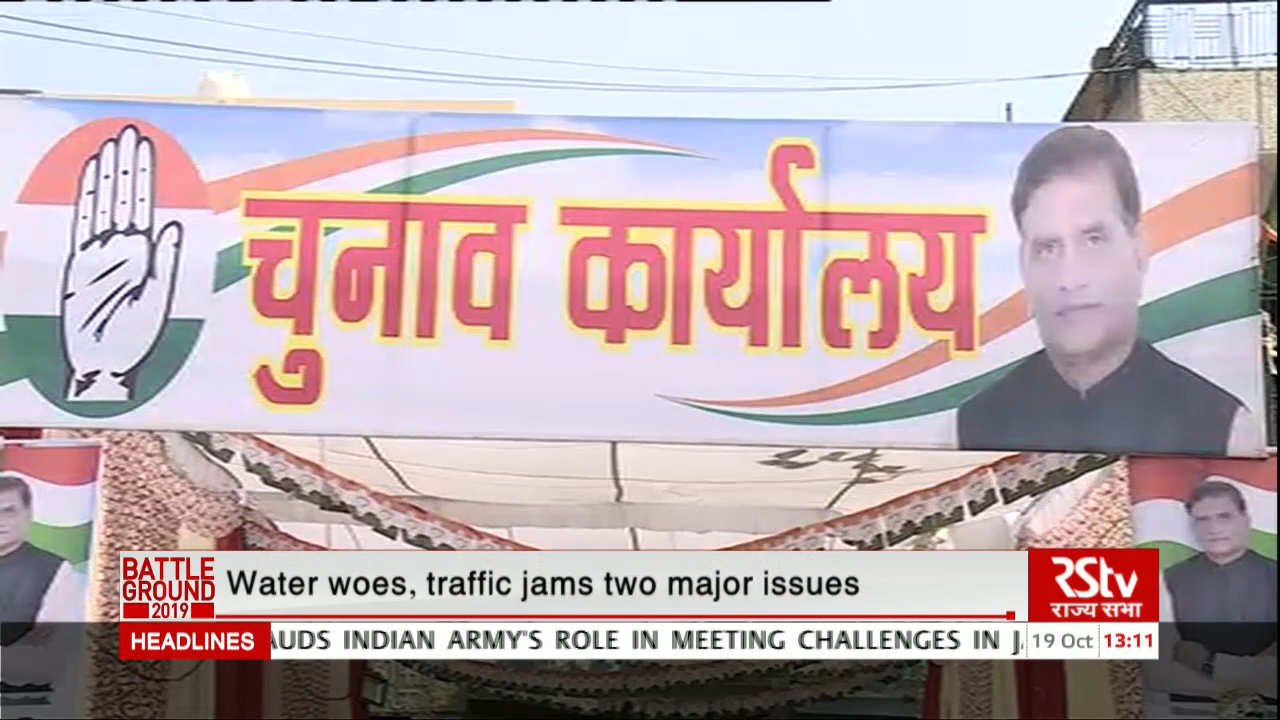 चुनाव कार्यालय
BATTLE
GROUND
2019
Water woes, traffic jams two major issues
RSTV
राज्य सभा
HEADLINES
INDIAN ARMY'S ROLE IN MEETING CHALLENGES IN
19 Oct 13:11